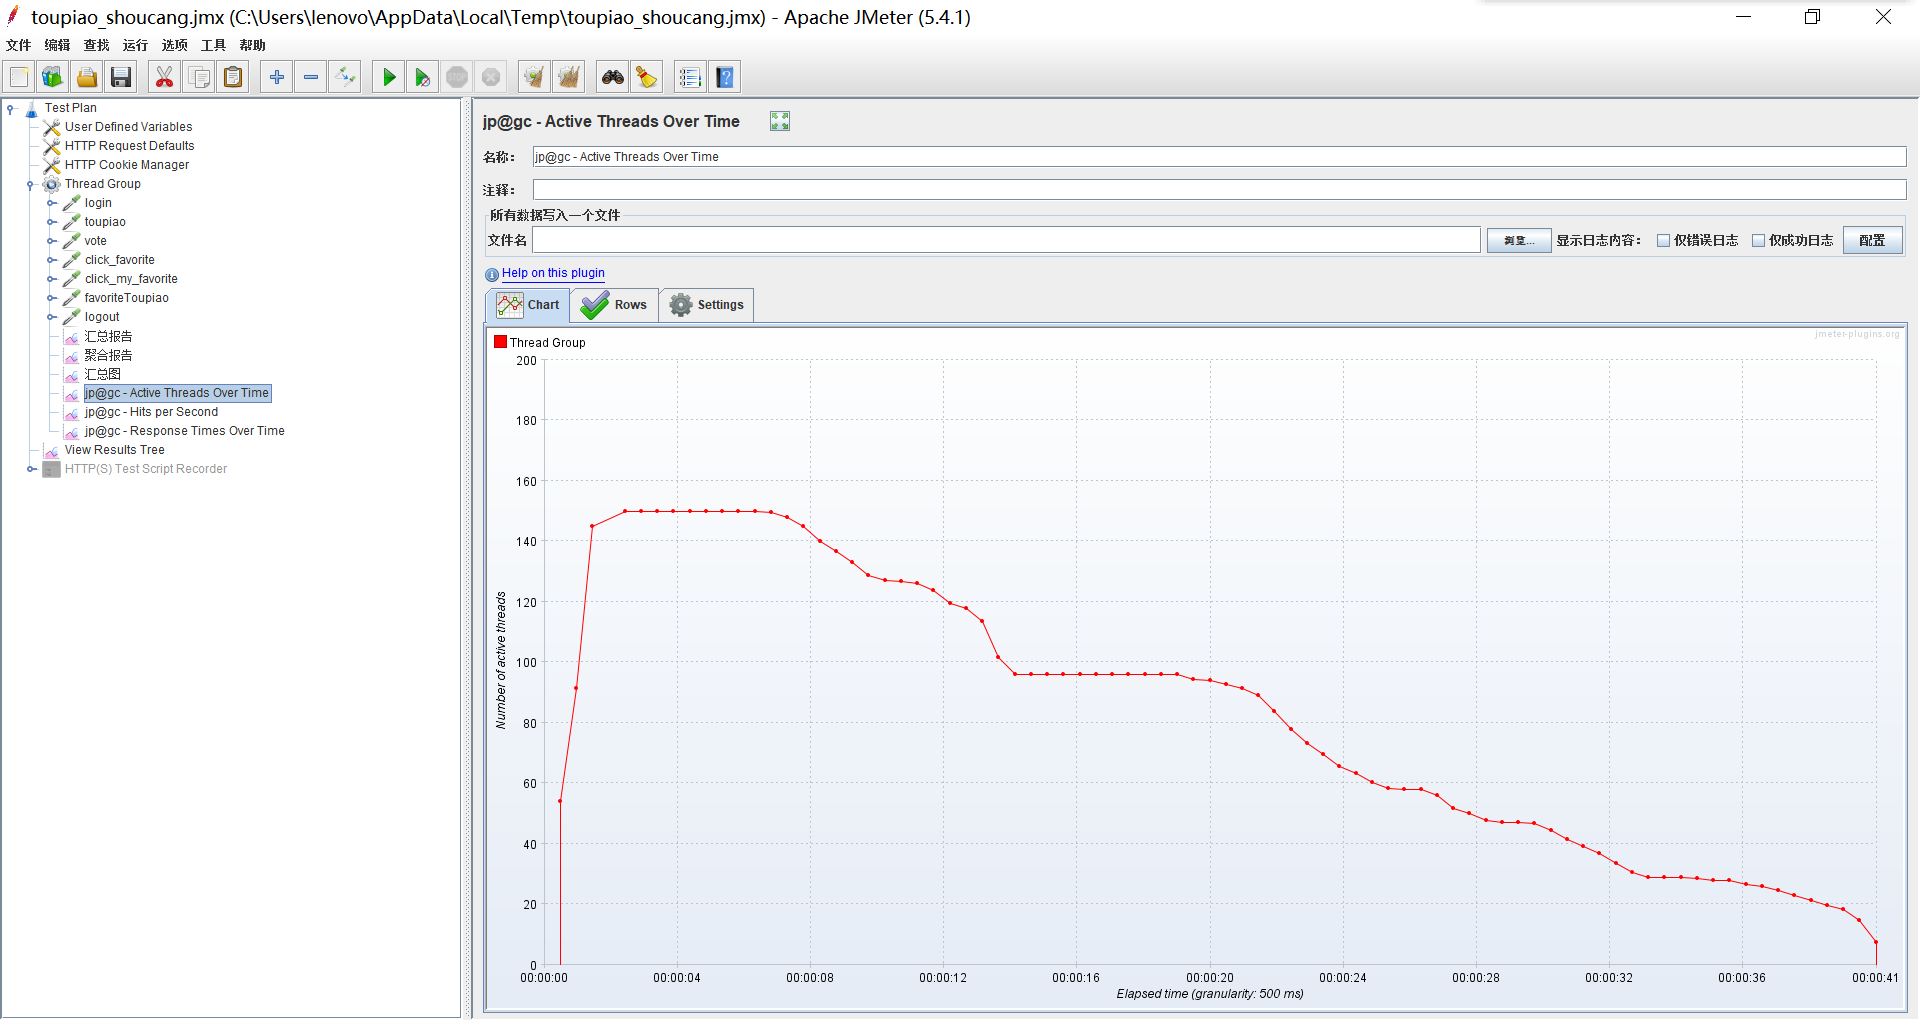 toupiao_shoucang.jmx (C:\Users\lenovo\AppData\Local\Temp\toupiao_shoucang.jmx) - Apache JMeter (5.4.1)
文件 编辑 查找 运行 选项 工具 帮助
Test Plan
User Defined Variables
HTTP Request Defaults
HTTP Cookie Manager
Thread Group
login
toupiao
vote
click_favorite
click_my_favorite
favoriteToupiao
logout
汇总报告
聚合报告
汇总图
jp@gc - Active Threads Over Time
jp@gc - Hits per Second
jp@gc - Response Times Over Time
View Results Tree
HTTP(S) Test Script Recorder
jp@gc - Active Threads Over Time
名称： jp@gc - Active Threads Over Time
注释：
所有数据写入一个文件
文件名 浏览... 显示日志内容： 仅错误日志 仅成功日志 配置
Help on this plugin
Chart Rows Settings
jmeter-plugins.org
Thread Group
200
180
160
140
120
100
80
60
40
20
0
Number of active threads
00:00:00 00:00:04 00:00:08 00:00:12 00:00:16 00:00:20 00:00:24 00:00:28 00:00:32 00:00:36 00:00:41
Elapsed time (granularity: 500 ms)